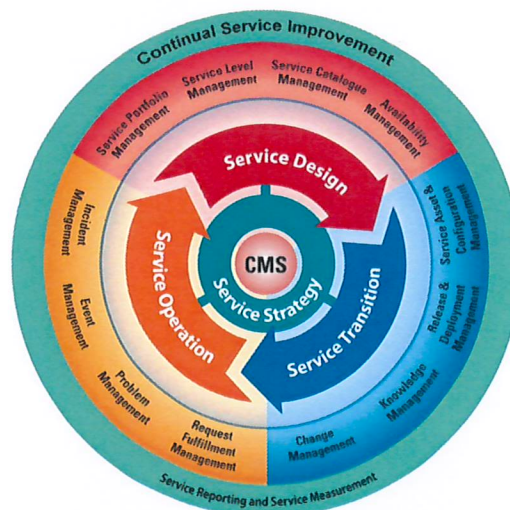 Continual Service Improvement
Service Portfolio
Management
Service Level
Management
Service Catalogue
Management
Availability
Management
Service Asset &
Configuration
Management
Release &
Deployment
Management
Knowledge
Management
Change
Management
Request
Fulfillment
Management
Problem
Management
Event
Management
Incident
Management
Service Design
Service Transition
Service Operation
CMS
Service Strategy
Service Reporting and Service Measurement